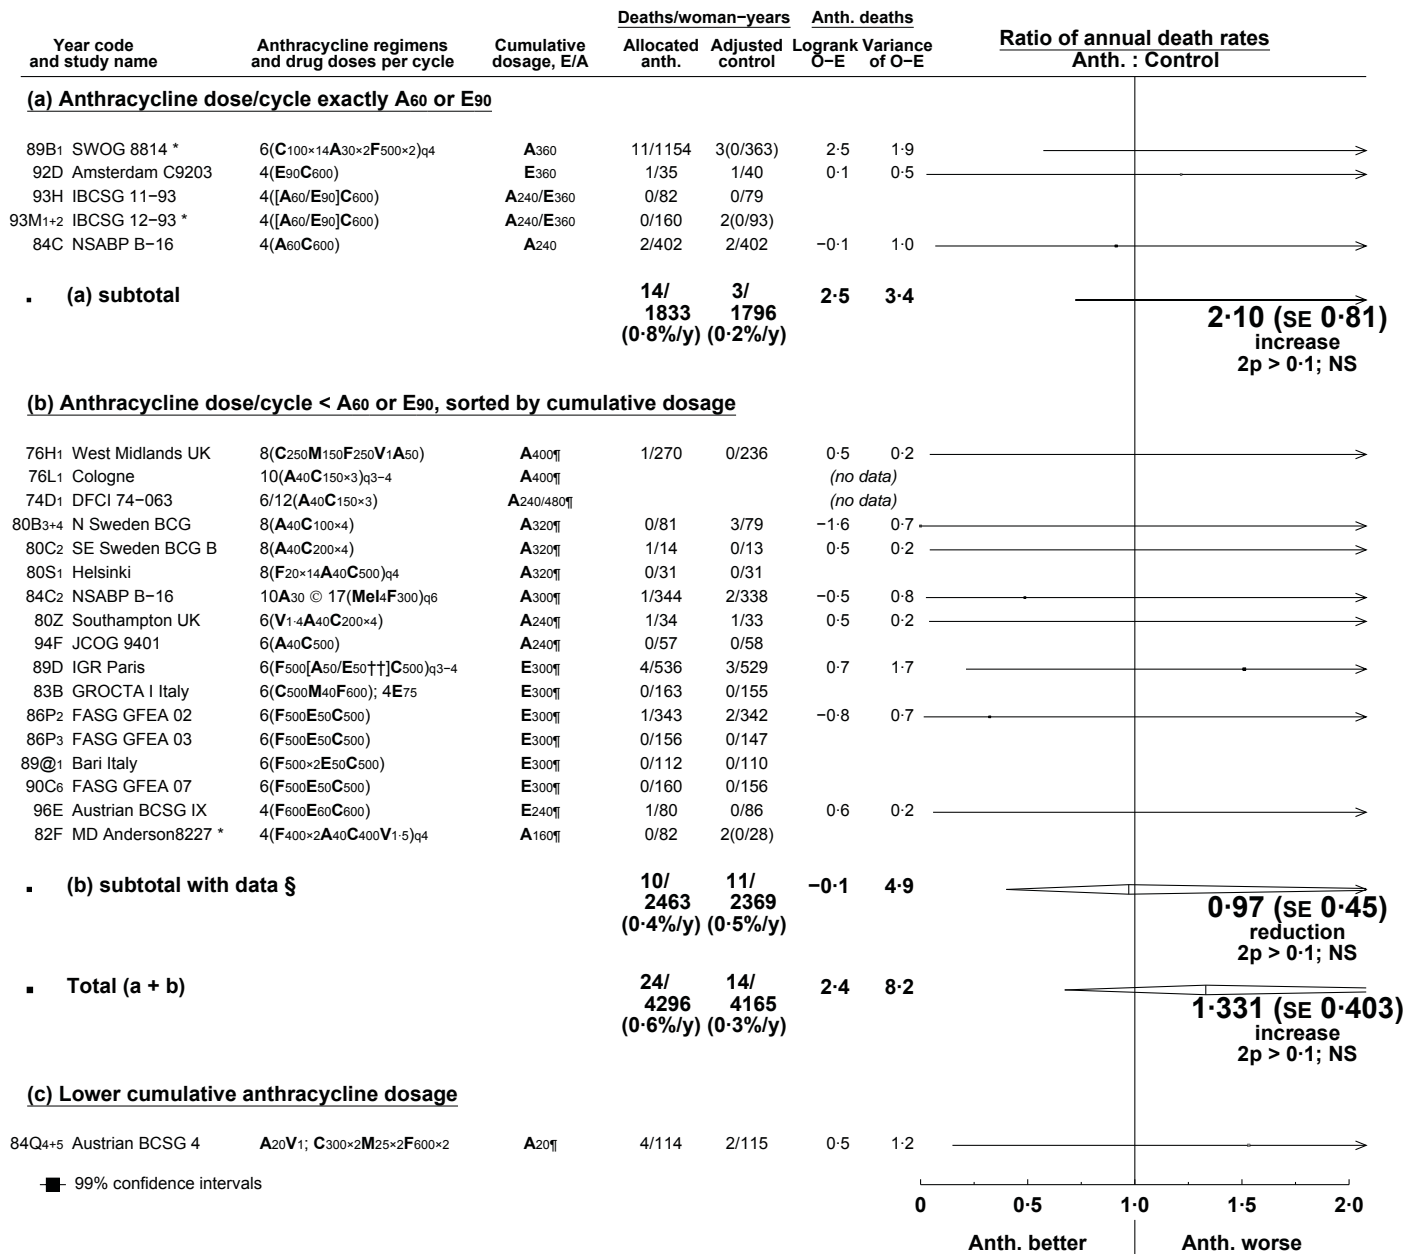 Deaths/woman−years Anth. deaths
Year code and study name Anthracycline regimens and drug doses per cycle Cumulative dosage, E/A Allocated anth. Adjusted control Logrank O−E Variance of O−E Ratio of annual death rates Anth. : Control
(a) Anthracycline dose/cycle exactly A60 or E90
89B1 SWOG 8814 * 6(C100×14A30×2F500×2)q4 A360 11/1154 3(0/363) 2·5 1·9
92D Amsterdam C9203 4(E90C600) E360 1/35 1/40 0·1 0·5
93H IBCSG 11−93 4([A60/E90]C600) A240/E360 0/82 0/79
93M1+2 IBCSG 12−93 * 4([A60/E90]C600) A240/E360 0/160 2(0/93)
84C NSABP B−16 4(A60C600) A240 2/402 2/402 −0·1 1·0
(a) subtotal 14/ 3/ 2·5 3·4
1833 1796
(0·8%/y) (0·2%/y)
2·10 (SE 0·81)
increase
2p > 0·1; NS
(b) Anthracycline dose/cycle < A60 or E90, sorted by cumulative dosage
76H1 West Midlands UK 8(C250M150F250V1A50) A400¶ 1/270 0/236 0·5 0·2
76L1 Cologne 10(A40C150×3)q3−4 A400¶ (no data)
74D1 DFCI 74−063 6/12(A40C150×3) A240/480¶ (no data)
80B3+4 N Sweden BCG 8(A40C100×4) A320¶ 0/81 3/79 −1·6 0·7
80C2 SE Sweden BCG B 8(A40C200×4) A320¶ 1/14 0/13 0·5 0·2
80S1 Helsinki 8(F20×14A40C500)q4 A320¶ 0/31 0/31
84C2 NSABP B−16 10A30 © 17(Mel4F300)q6 A300¶ 1/344 2/338 −0·5 0·8
80Z Southampton UK 6(V1·4A40C200×4) A240¶ 1/34 1/33 0·5 0·2
94F JCOG 9401 6(A40C500) A240¶ 0/57 0/58
89D IGR Paris 6(F500[A50/E50††]C500)q3−4 E300¶ 4/536 3/529 0·7 1·7
83B GROCTA I Italy 6(C500M40F600); 4E75 E300¶ 0/163 0/155
86P2 FASG GFEA 02 6(F500E50C500) E300¶ 1/343 2/342 −0·8 0·7
86P3 FASG GFEA 03 6(F500E50C500) E300¶ 0/156 0/147
89@1 Bari Italy 6(F500×2E50C500) E300¶ 0/112 0/110
90C6 FASG GFEA 07 6(F500E50C500) E300¶ 0/160 0/156
96E Austrian BCSG IX 4(F600E60C600) E240¶ 1/80 0/86 0·6 0·2
82F MD Anderson8227 * 4(F400×2A40C400V1·5)q4 A160¶ 0/82 2(0/28)
(b) subtotal with data § 10/ 11/ −0·1 4·9
2463 2369
(0·4%/y) (0·5%/y)
0·97 (SE 0·45)
reduction
2p > 0·1; NS
Total (a + b) 24/ 14/ 2·4 8·2
4296 4165
(0·6%/y) (0·3%/y)
1·331 (SE 0·403)
increase
2p > 0·1; NS
(c) Lower cumulative anthracycline dosage
84Q4+5 Austrian BCSG 4 A20V1; C300×2M25×2F600×2 A20¶ 4/114 2/115 0·5 1·2
99% confidence intervals
0 0·5 1·0 1·5 2·0
Anth. better Anth. worse